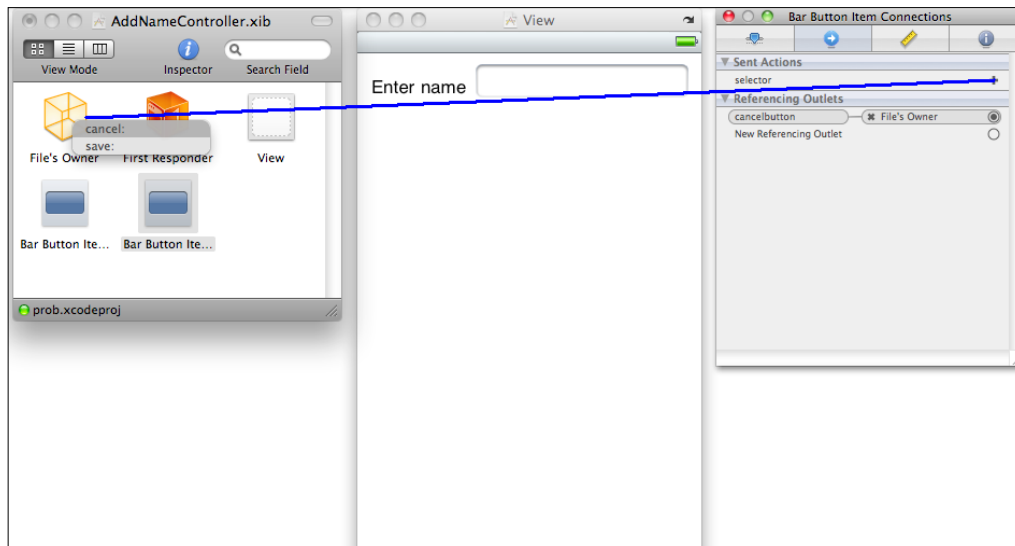 AddNameController.xib
View Mode
Inspector
Search Field
cancel:
save:
File's Owner
First Responder
View
Bar Button Ite...
Bar Button Ite...
prob.xcodeproj
View
Enter name
Bar Button Item Connections
Sent Actions
selector
Referencing Outlets
cancelbutton
File's Owner
New Referencing Outlet